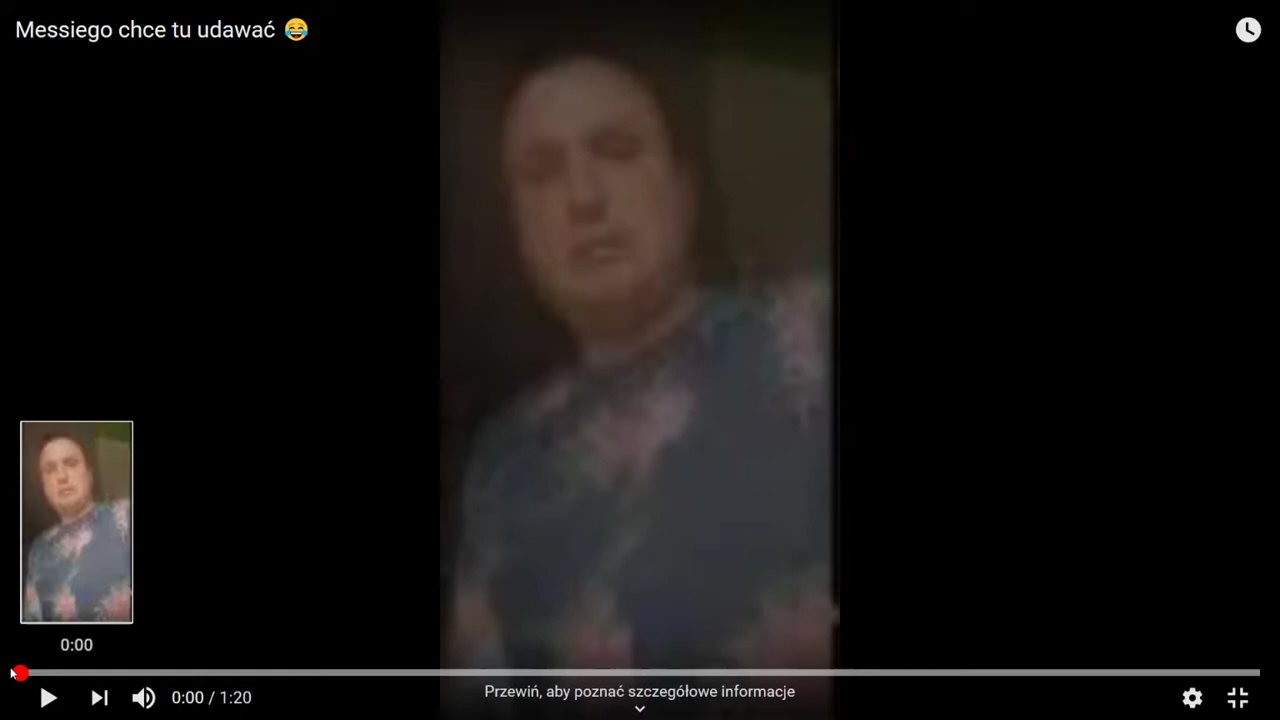 Messiego chce tu udawać 😂
0:00
0:00 / 1:20
Przewiń, aby poznać szczegółowe informacje